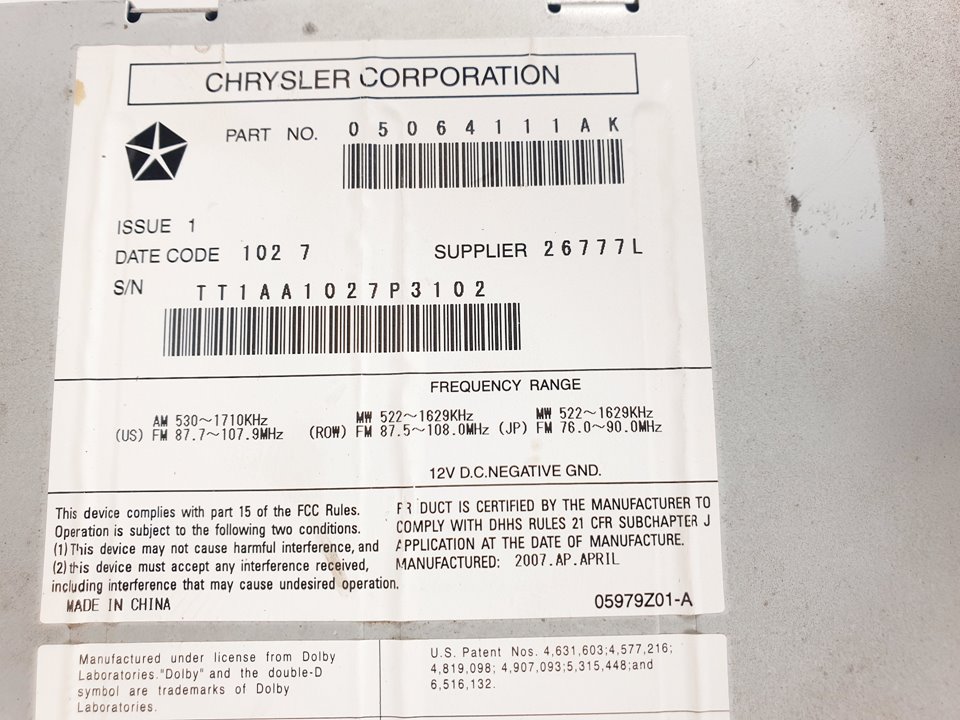 CHRYSLER CORPORATION
PART NO. 05064111AK
ISSUE 1
DATE CODE 102 7 SUPPLIER 26777L
S/N TT1AA1027P3102
FREQUENCY RANGE
AM 530~1710KHz MW 522~1629KHz MW 522~1629KHz
(US) FM 87.7~107.9MHz (ROW) FM 87.5~108.0MHz (JP) FM 76.0~90.0MHz
12V D.C.NEGATIVE GND.
This device complies with part 15 of the FCC Rules.
Operation is subject to the following two conditions.
(1) This device may not cause harmful interference, and
(2) this device must accept any interference received,
including interference that may cause undesired operation.
MADE IN CHINA
PRODUCT IS CERTIFIED BY THE MANUFACTURER TO
COMPLY WITH DHHS RULES 21 CFR SUBCHAPTER J
APPLICATION AT THE DATE OF MANUFACTURE.
MANUFACTURED: 2007.AP.APRIL
05979Z01-A
Manufactured under license from Dolby
Laboratories."Dolby" and the double-D
symbol are trademarks of Dolby
Laboratories.
U.S. Patent Nos. 4,631,603;4,577,216;
4,819,098; 4,907,093;5,315,448;and
6,516,132.